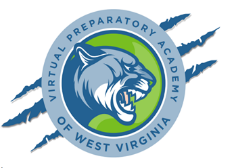 VIRTUAL PREPARATORY ACADEMY
OF WEST VIRGINIA